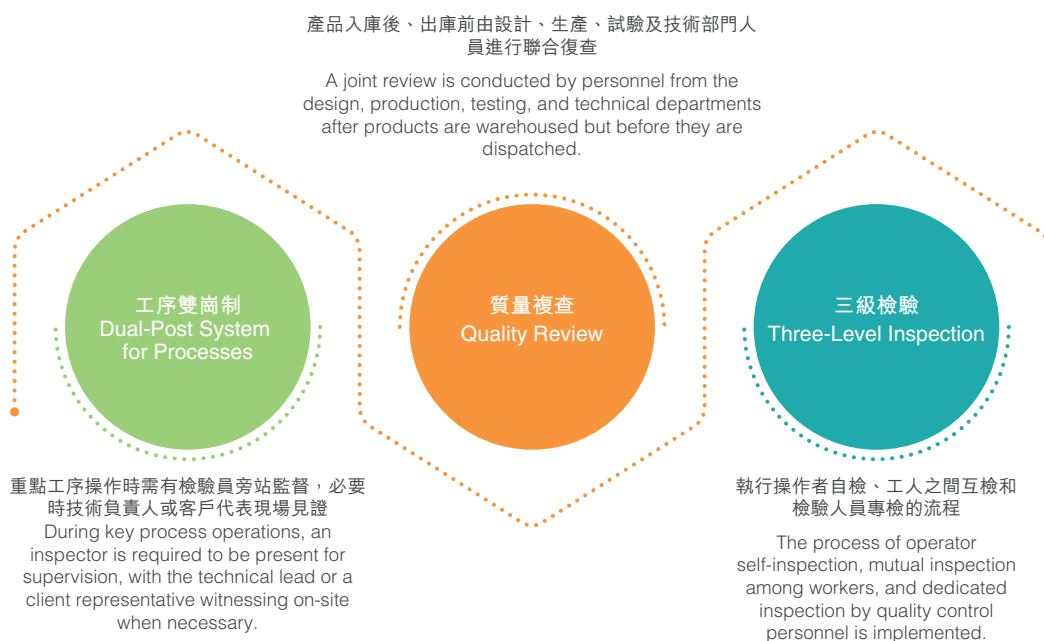 產品入庫後、出庫前由設計、生產、試驗及技術部門人
員進行聯合復查
A joint review is conducted by personnel from the
design, production, testing, and technical departments
after products are warehoused but before they are
dispatched.
工序雙崗制
Dual-Post System
for Processes
質量複查
Quality Review
三級檢驗
Three-Level Inspection
重點工序操作時需有檢驗員旁站監督，必要
時技術負責人或客戶代表現場見證
During key process operations, an
inspector is required to be present for
supervision, with the technical lead or a
client representative witnessing on-site
when necessary.
執行操作者自檢、工人之間互檢和
檢驗人員專檢的流程
The process of operator
self-inspection, mutual inspection
among workers, and dedicated
inspection by quality control
personnel is implemented.